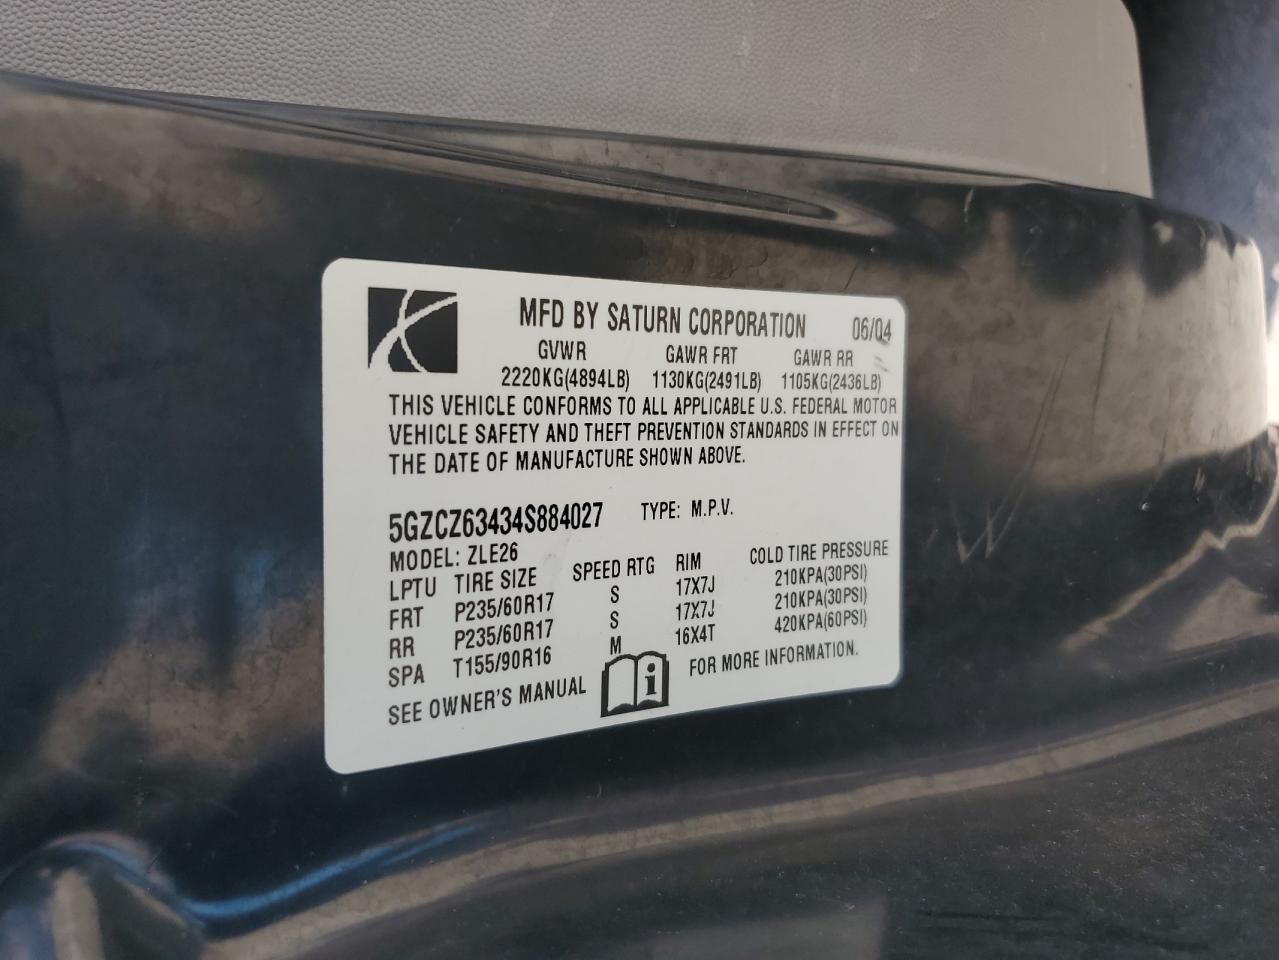 MFD BY SATURN CORPORATION 06/04
GVWR GAWR FRT GAWR RR
2220KG(4894LB) 1130KG(2491LB) 1105KG(2436LB)
THIS VEHICLE CONFORMS TO ALL APPLICABLE U.S. FEDERAL MOTOR
VEHICLE SAFETY AND THEFT PREVENTION STANDARDS IN EFFECT ON
THE DATE OF MANUFACTURE SHOWN ABOVE.
5GZCZ63434S884027 TYPE: M.P.V.
MODEL: ZLE26
LPTU TIRE SIZE SPEED RTG RIM COLD TIRE PRESSURE
FRT P235/60R17 S 17X7J 210KPA(30PSI)
RR P235/60R17 S 17X7J 210KPA(30PSI)
SPA T155/90R16 M 16X4T 420KPA(60PSI)
SEE OWNER'S MANUAL i FOR MORE INFORMATION.